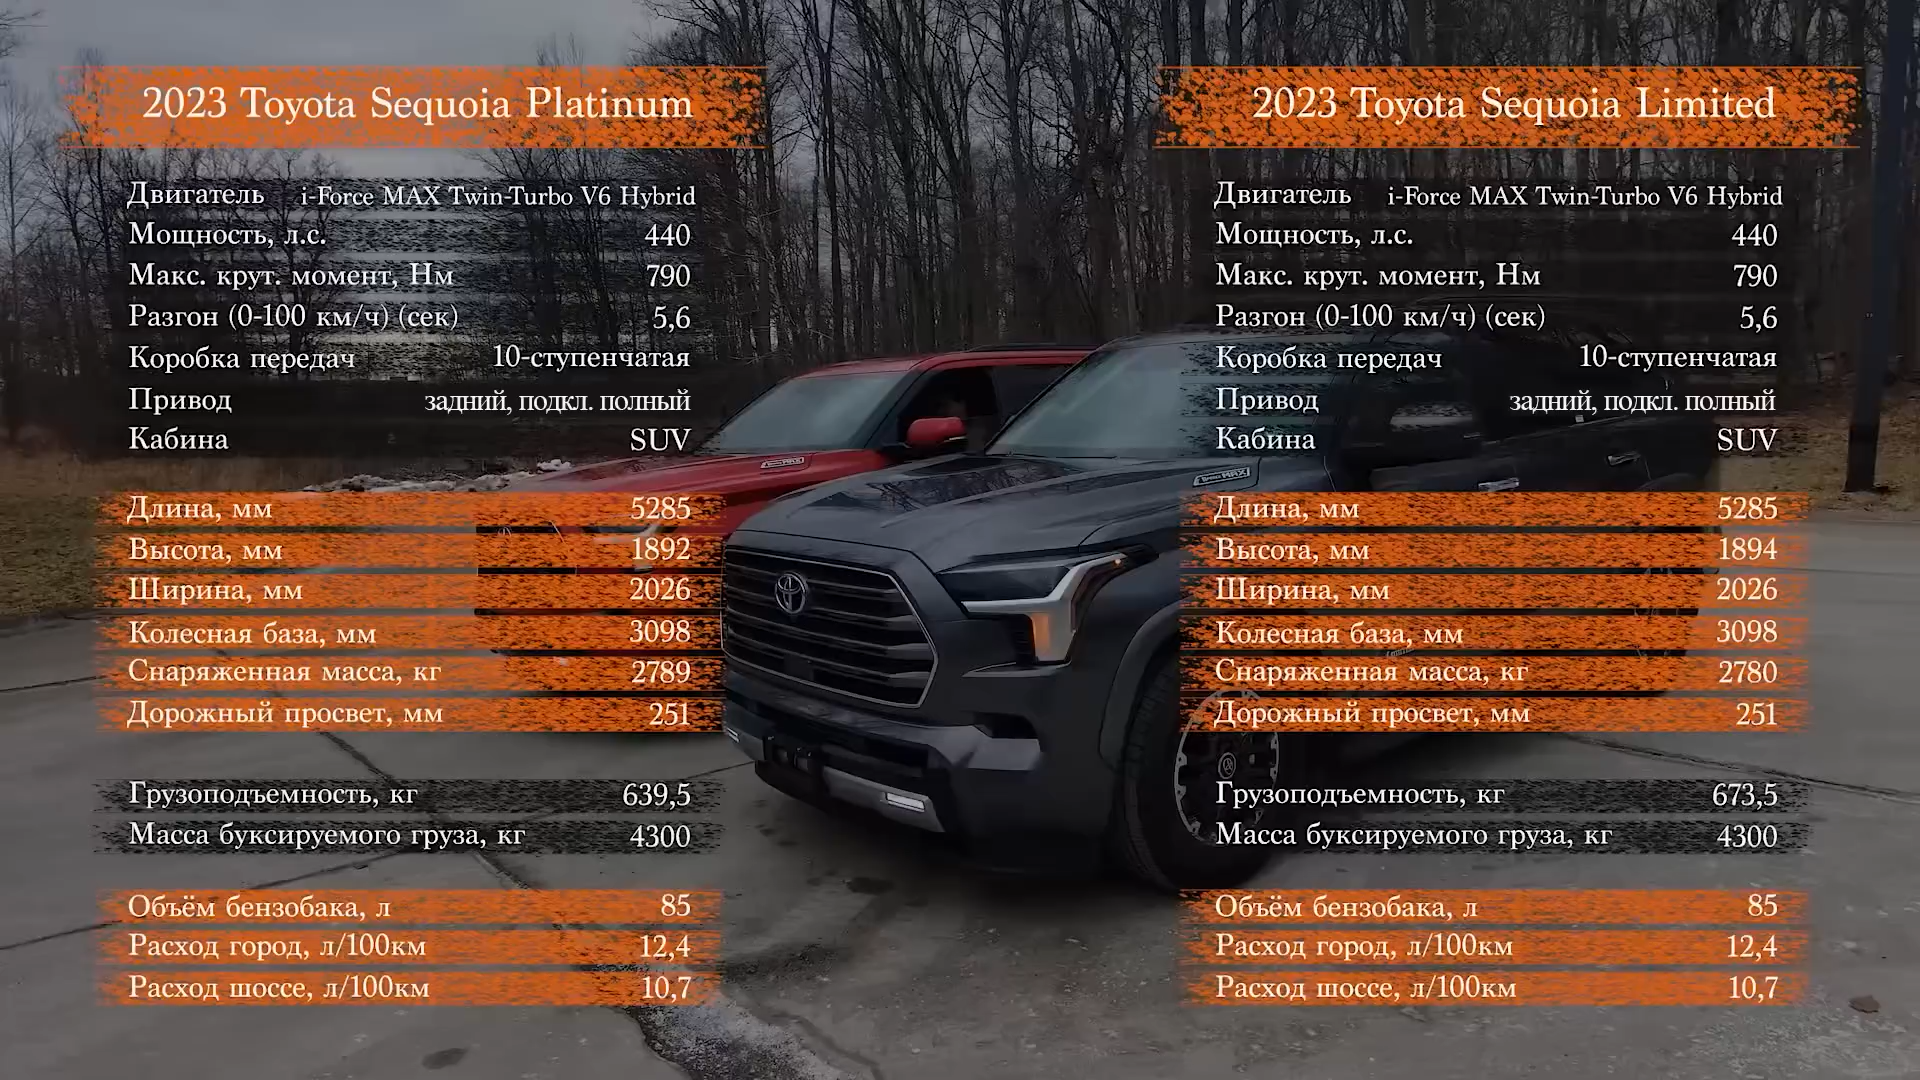 2023 Toyota Sequoia Platinum
Двигатель i-Force MAX Twin-Turbo V6 Hybrid
Мощность, л.с. 440
Макс. крут. момент, Нм 790
Разгон (0-100 км/ч) (сек) 5,6
Коробка передач 10-ступенчатая
Привод задний, подкл. полный
Кабина SUV
Длина, мм 5285
Высота, мм 1892
Ширина, мм 2026
Колесная база, мм 3098
Снаряженная масса, кг 2789
Дорожный просвет, мм 251
Грузоподъемность, кг 639,5
Масса буксируемого груза, кг 4300
Объём бензобака, л 85
Расход город, л/100км 12,4
Расход шоссе, л/100км 10,7
2023 Toyota Sequoia Limited
Двигатель i-Force MAX Twin-Turbo V6 Hybrid
Мощность, л.с. 440
Макс. крут. момент, Нм 790
Разгон (0-100 км/ч) (сек) 5,6
Коробка передач 10-ступенчатая
Привод задний, подкл. полный
Кабина SUV
Длина, мм 5285
Высота, мм 1894
Ширина, мм 2026
Колесная база, мм 3098
Снаряженная масса, кг 2780
Дорожный просвет, мм 251
Грузоподъемность, кг 673,5
Масса буксируемого груза, кг 4300
Объём бензобака, л 85
Расход город, л/100км 12,4
Расход шоссе, л/100км 10,7
MAX